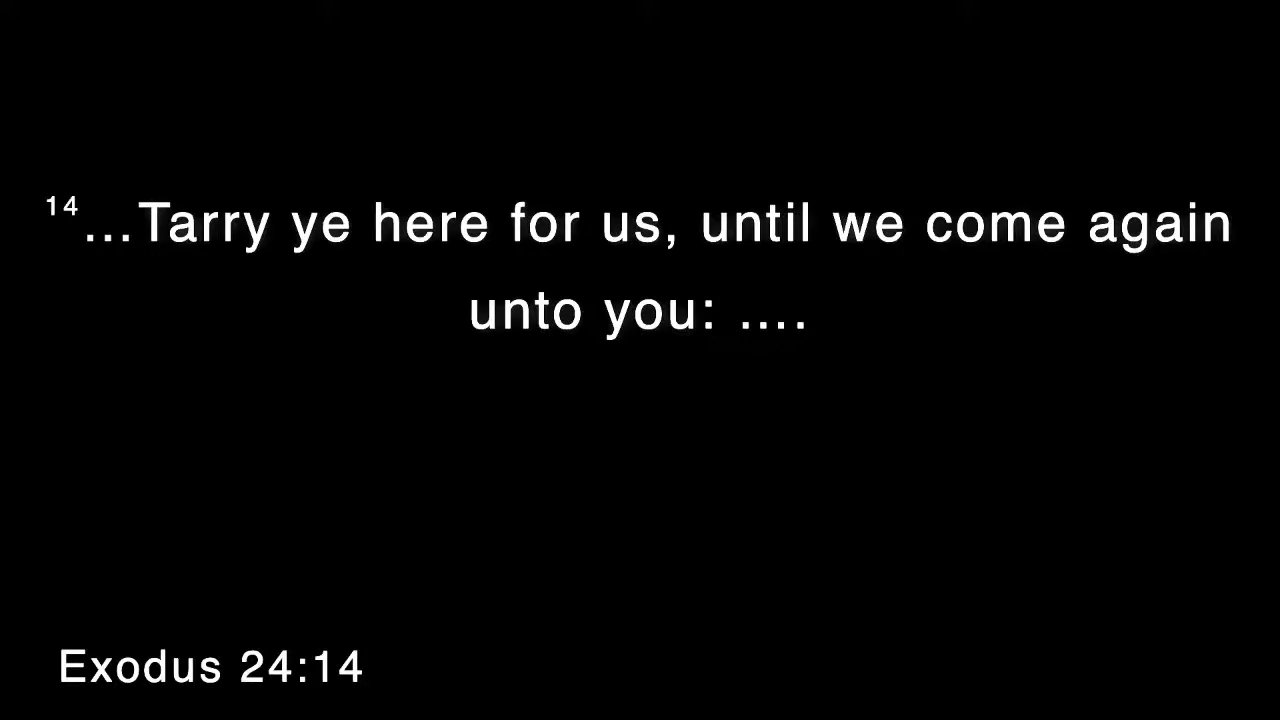 14...Tarry ye here for us, until we come again
unto you: ....
Exodus 24:14